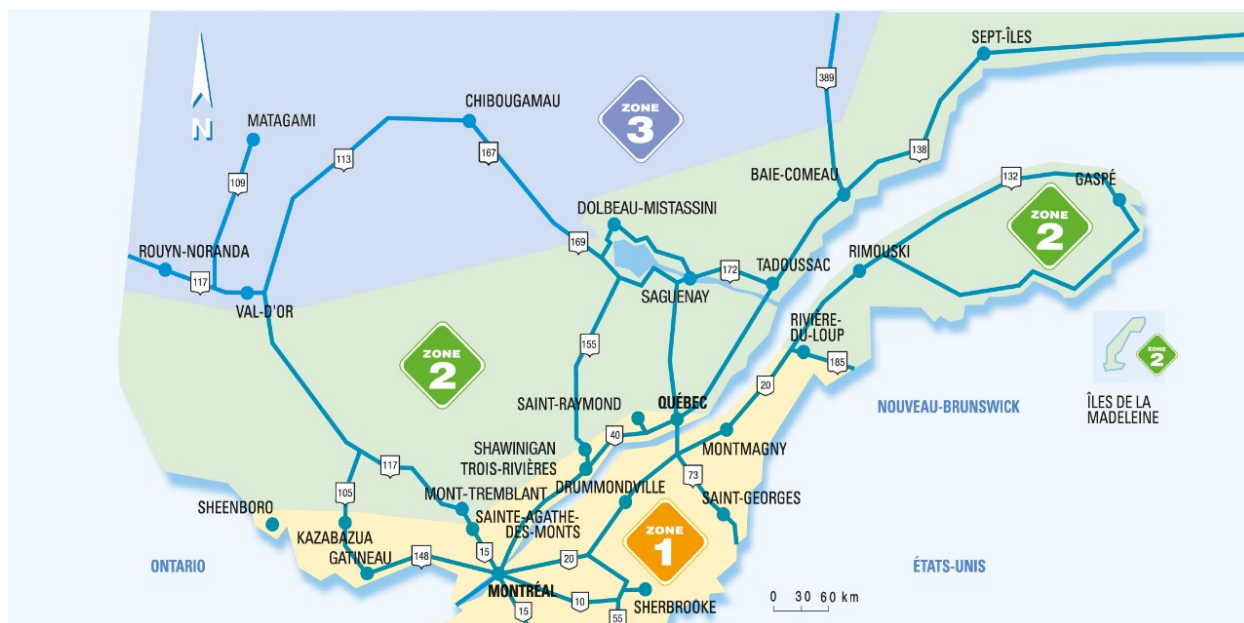 SEPT-ÎLES
389
CHIBOUGAMAU
ZONE
3
MATAGAMI
113
167
138
109
BAIE-COMEAU
132
GASPÉ
DOLBEAU-MISTASSINI
ZONE
2
ROUYN-NORANDA
169
RIMOUSKI
117
172
TADOUSSAC
SAGUENAY
VAL-D'OR
RIVIÈRE-
DU-LOUP
155
ZONE
2
185
ZONE
2
20
ÎLES DE LA
MADELEINE
SAINT-RAYMOND
QUÉBEC
NOUVEAU-BRUNSWICK
40
SHAWINIGAN
MONTMAGNY
TROIS-RIVIÈRES
117
73
105
MONT-TREMBLANT
DRUMMONDVILLE
SAINT-GEORGES
SHEENBORO
SAINTE-AGATHE-
DES-MONTS
KAZABAZUA
ZONE
1
GATINEAU
148
15
20
ONTARIO
ÉTATS-UNIS
MONTRÉAL
10
SHERBROOKE
15
55
0 30 60 km
N